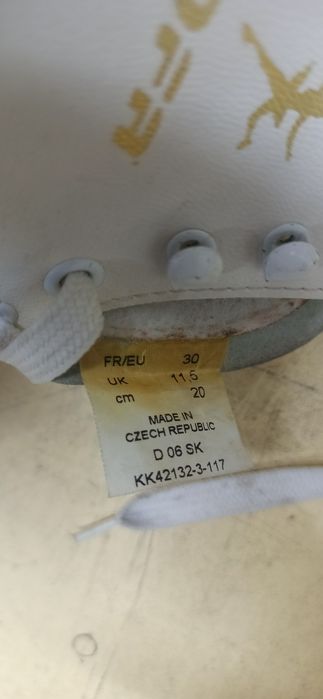 FR/EU 30
UK 11,5
cm 20
MADE IN
CZECH REPUBLIC
D 06 SK
KK42132-3-117